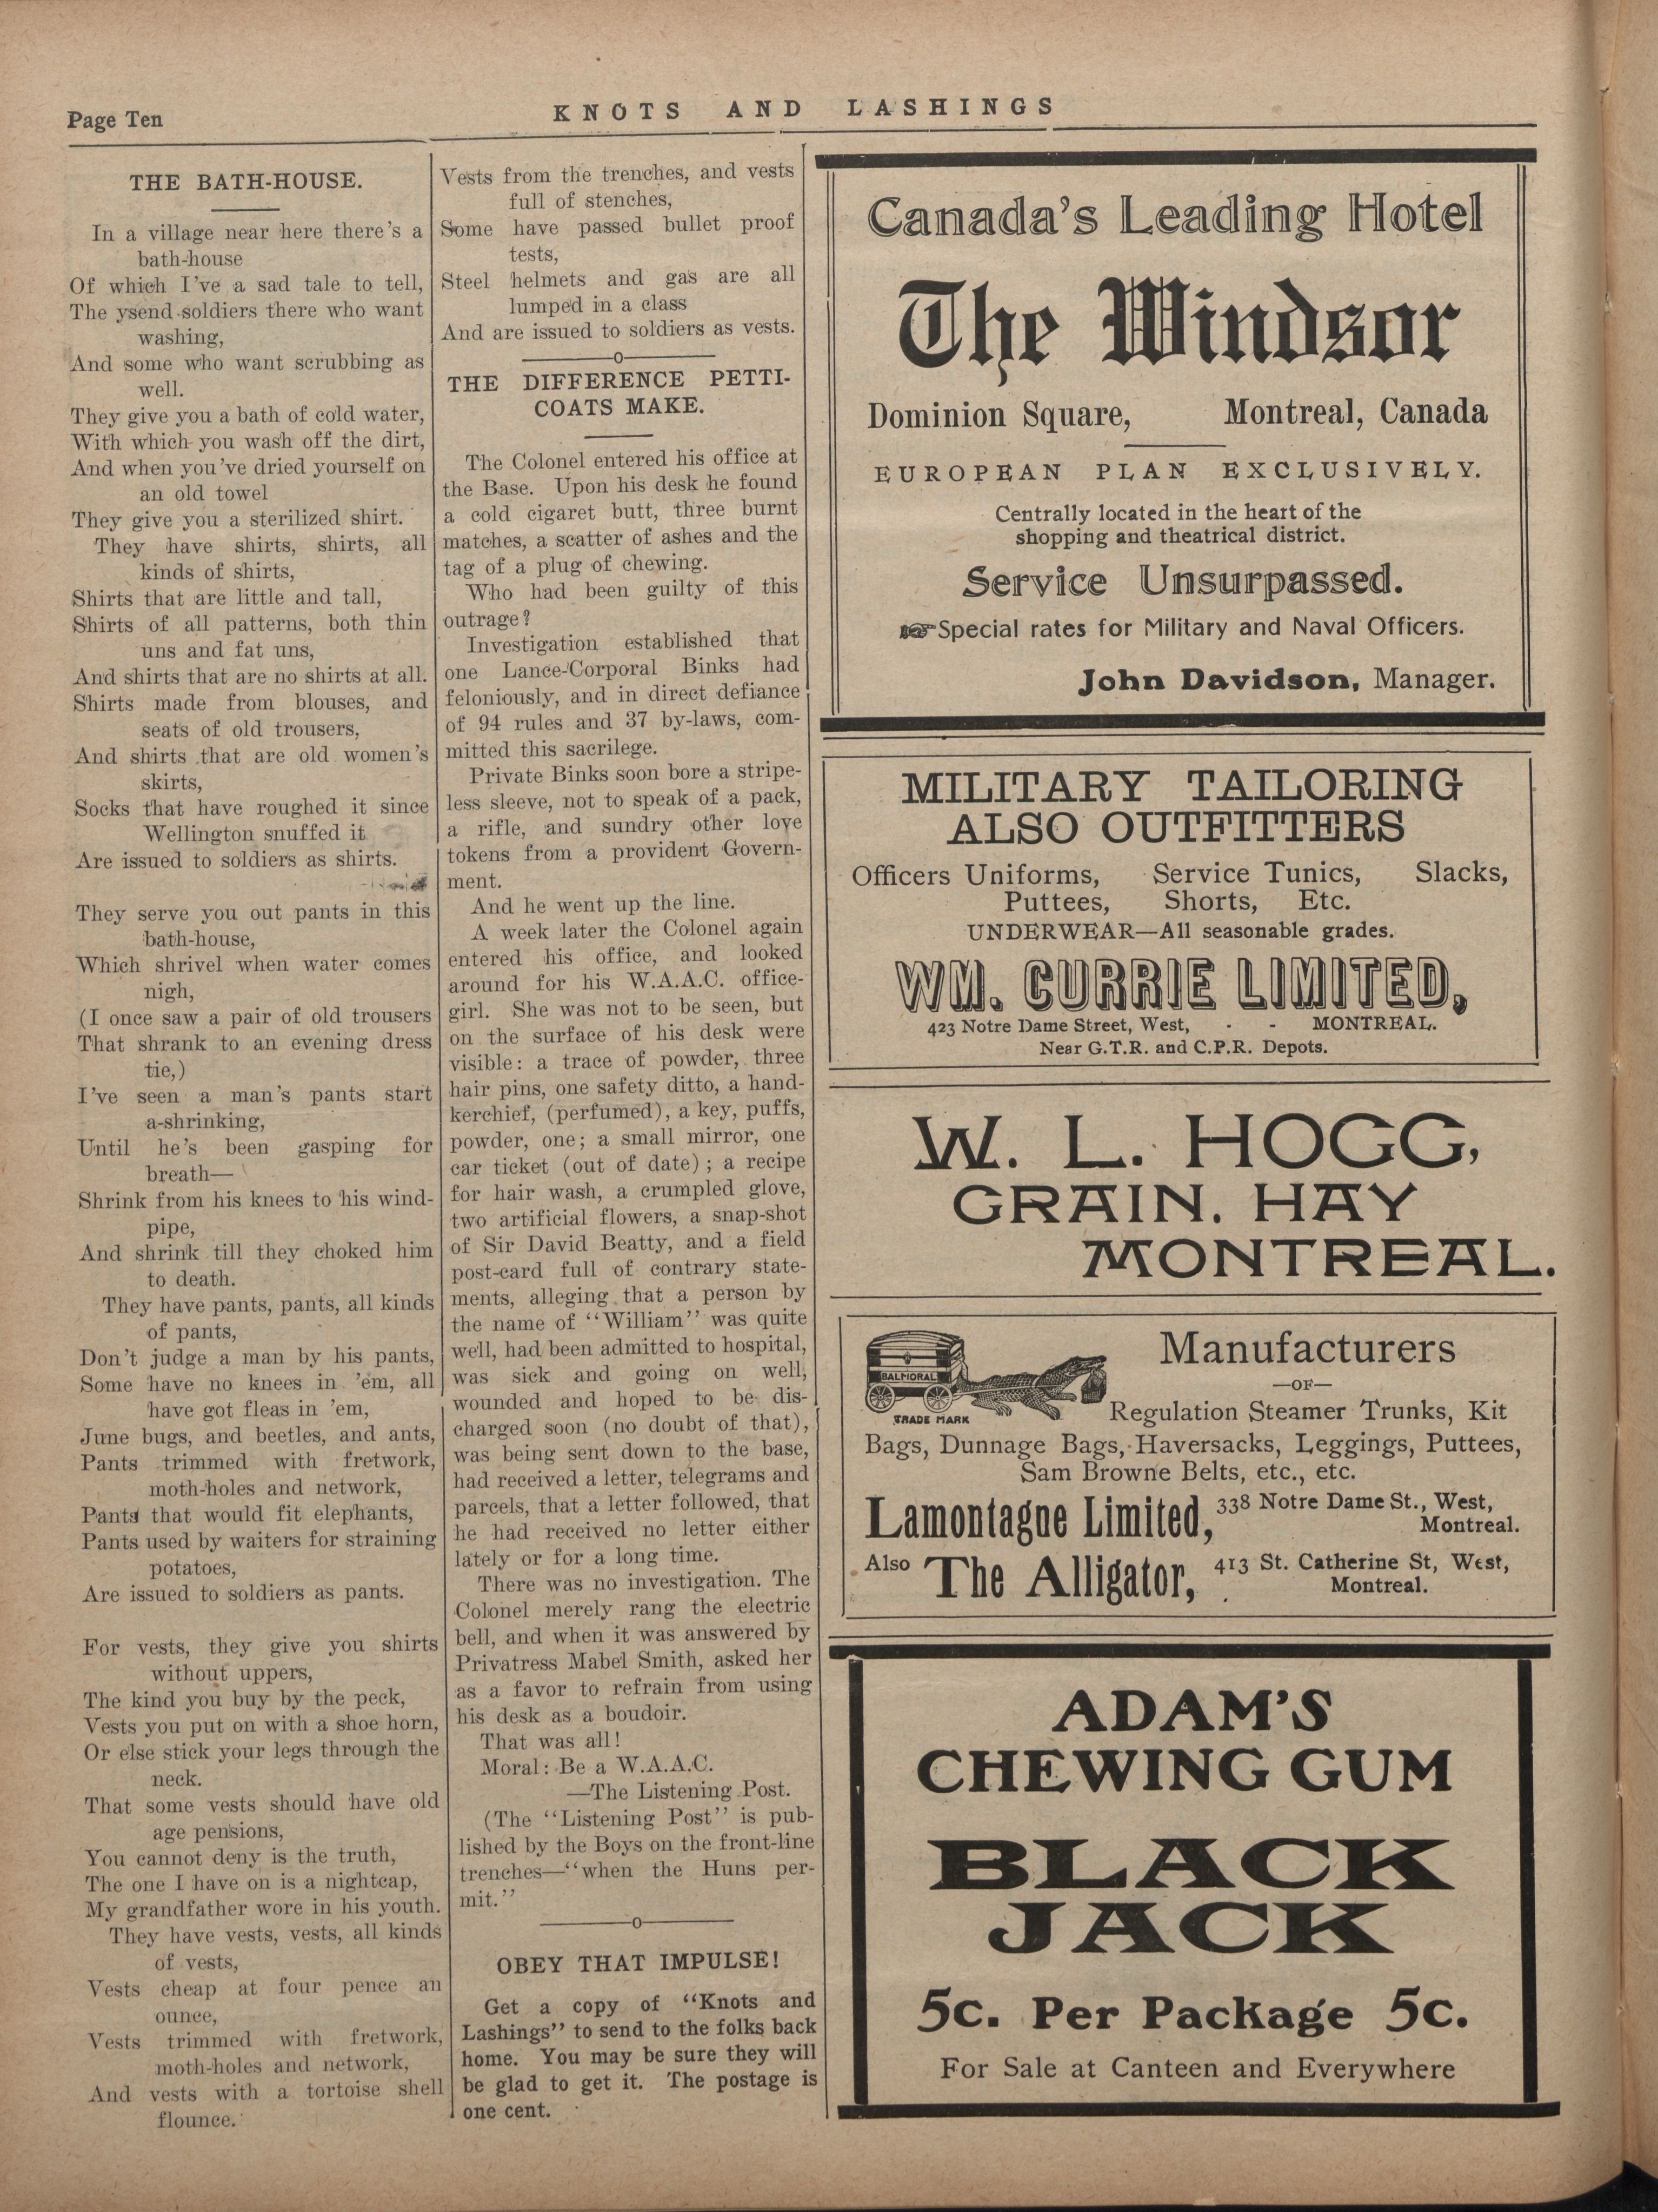 Page Ten
KNOTS AND LASHINGS
THE BATH-HOUSE.
In a village near here there's a
bath-house
Of which I've a sad tale to tell,
The ysend soldiers there who want
washing,
And some who want scrubbing as
well.
They give you a bath of cold water,
With which you wash off the dirt,
And when you've dried yourself on
an old towel
They give you a sterilized shirt.
They have shirts, shirts, all
kinds of shirts,
Shirts that are little and tall,
Shirts of all patterns, both thin
uns and fat uns,
And shirts that are no shirts at all.
Shirts made from blouses, and
seats of old trousers,
And shirts that are old women's
skirts,
Socks that have roughed it since
Wellington snuffed it
Are issued to soldiers as shirts.
They serve you out pants in this
bath-house,
Which shrivel when water comes
nigh,
(I once saw a pair of old trousers
That shrank to an evening dress
tie,)
I've seen a man's pants start
a-shrinking,
Until he's been gasping for
breath—
Shrink from his knees to his wind-
pipe,
And shrink till they choked him
to death.
They have pants, pants, all kinds
of pants,
Don't judge a man by his pants,
Some have no knees in 'em, all
have got fleas in 'em,
June bugs, and beetles, and ants,
Pants trimmed with fretwork,
moth-holes and network,
Pants that would fit elephants,
Pants used by waiters for straining
potatoes,
Are issued to soldiers as pants.
For vests, they give you shirts
without uppers,
The kind you buy by the peck,
Vests you put on with a shoe horn,
Or else stick your legs through the
neck.
That some vests should have old
age pensions,
You cannot deny is the truth,
The one I have on is a nightcap,
My grandfather wore in his youth.
They have vests, vests, all kinds
of vests,
Vests cheap at four pence an
ounce,
Vests trimmed with fretwork,
moth-holes and network,
And vests with a tortoise shell
flounce.
Vests from the trenches, and vests
full of stenches,
Some have passed bullet proof
tests,
Steel helmets and gas are all
lumped in a class
And are issued to soldiers as vests.
THE DIFFERENCE PETTI-
COATS MAKE.
The Colonel entered his office at
the Base. Upon his desk he found
a cold cigaret butt, three burnt
matches, a scatter of ashes and the
tag of a plug of chewing.
Who had been guilty of this
outrage?
Investigation established that
one Lance-Corporal Binks had
feloniously, and in direct defiance
of 94 rules and 37 by-laws, com-
mitted this sacrilege.
Private Binks soon bore a stripe-
less sleeve, not to speak of a pack,
a rifle, and sundry other love
tokens from a provident Govern-
ment.
And he went up the line.
A week later the Colonel again
entered his office, and looked
around for his W.A.A.C. office-
girl. She was not to be seen, but
on the surface of his desk were
visible: a trace of powder, three
hair pins, one safety ditto, a hand-
kerchief, (perfumed), a key, puffs,
powder, one; a small mirror, one
car ticket (out of date); a recipe
for hair wash, a crumpled glove,
two artificial flowers, a snap-shot
of Sir David Beatty, and a field
post-card full of contrary state-
ments, alleging that a person by
the name of "William" was quite
well, had been admitted to hospital,
was sick and going on well,
wounded and hoped to be dis-
charged soon (no doubt of that),
was being sent down to the base,
had received a letter, telegrams and
parcels, that a letter followed, that
he had received no letter either
lately or for a long time.
There was no investigation. The
Colonel merely rang the electric
bell, and when it was answered by
Privatress Mabel Smith, asked her
as a favor to refrain from using
his desk as a boudoir.
That was all!
Moral: Be a W.A.A.C.
—The Listening Post.
(The "Listening Post" is pub-
lished by the Boys on the front-line
trenches—"when the Huns per-
mit."
OBEY THAT IMPULSE!
Get a copy of "Knots and
Lashings" to send to the folks back
home. You may be sure they will
be glad to get it. The postage is
one cent.
Canada's Leading Hotel
The Windsor
Dominion Square, Montreal, Canada
EUROPEAN PLAN EXCLUSIVELY.
Centrally located in the heart of the
shopping and theatrical district.
Service Unsurpassed.
☞Special rates for Military and Naval Officers.
John Davidson, Manager.
MILITARY TAILORING
ALSO OUTFITTERS
Officers Uniforms, Service Tunics, Slacks,
Puttees, Shorts, Etc.
UNDERWEAR—All seasonable grades.
WM. CURRIE LIMITED,
423 Notre Dame Street, West, - - MONTREAL.
Near G.T.R. and C.P.R. Depots.
W. L. HOGG,
GRAIN. HAY
MONTREAL.
BALMORAL
TRADE MARK
Manufacturers
—OF—
Regulation Steamer Trunks, Kit
Bags, Dunnage Bags, Haversacks, Leggings, Puttees,
Sam Browne Belts, etc., etc.
Lamontagne Limited, 338 Notre Dame St., West,
Montreal.
Also The Alligator, 413 St. Catherine St, West,
Montreal.
ADAM'S
CHEWING GUM
BLACK
JACK
5c. Per Package 5c.
For Sale at Canteen and Everywhere